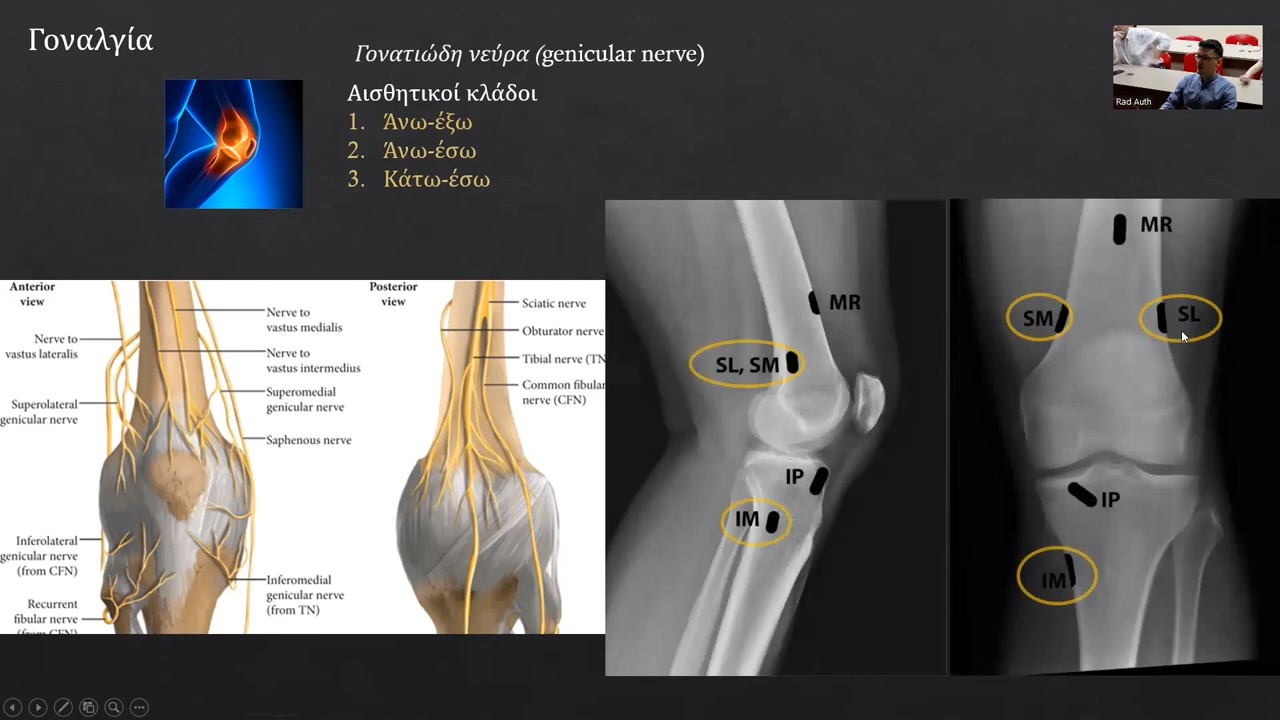 Γοναλγία
Γονατιώδη νεύρα (genicular nerve)
Αισθητικοί κλάδοι
1. Άνω-έξω
2. Άνω-έσω
3. Κάτω-έσω
Rad Auth
Anterior
view
Nerve to
vastus lateralis
Superolateral
genicular nerve
Inferolateral
genicular nerve
(from CFN)
Recurrent
fibular nerve
(from CFN)
Nerve to
vastus medialis
Nerve to
vastus intermedius
Superomedial
genicular nerve
Saphenous nerve
Inferomedial
genicular nerve
(from TN)
Posterior
view
Sciatic nerve
Obturator nerve
Tibial nerve (TN
Common fibular
nerve (CFN)
MR
SL, SM
IP
IM
MR
SM
SL
IP
IM